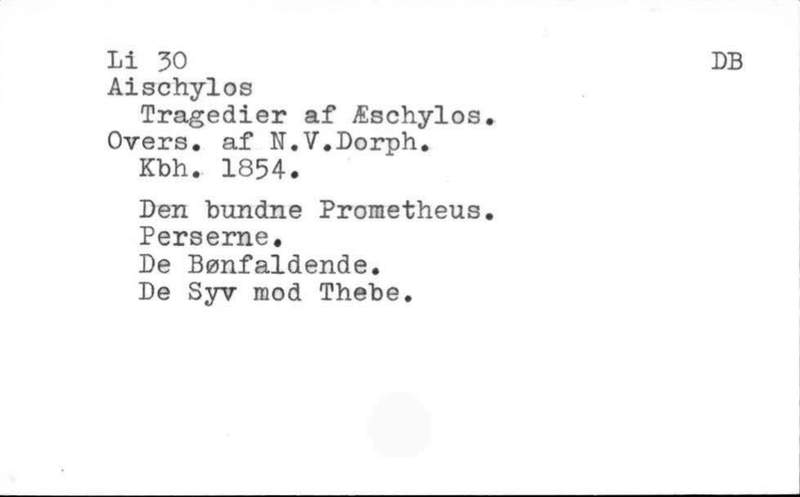 Li 30 DB
Aischylos
Tragedier af Æschylos.
Overs. af N.V.Dorph.
Kbh. 1854.
Den bundne Prometheus.
Perserne.
De Bønfaldende.
De Syv mod Thebe.